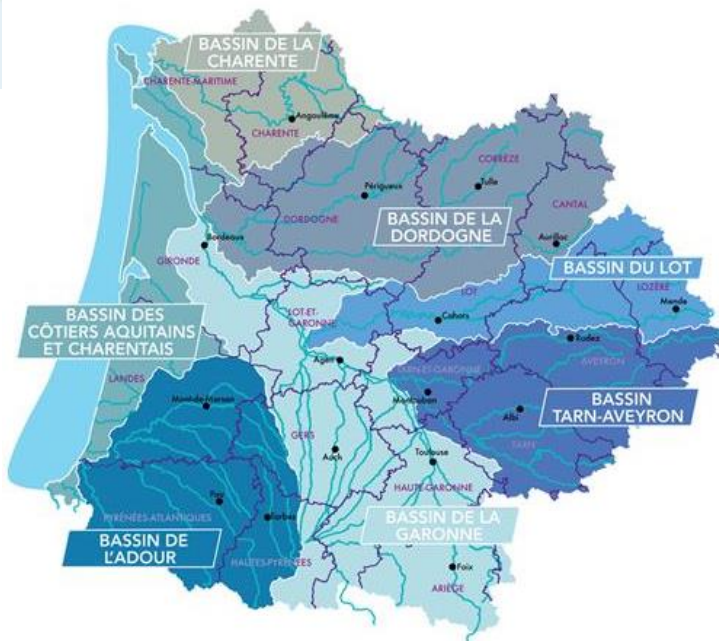 BASSIN DE LA
CHARENTE
CHARENTE-MARITIME
Angoulême
CHARENTE
CORRÈZE
Périgueux
Tulle
DORDOGNE
BASSIN DE LA
DORDOGNE
CANTAL
Bordeaux
Aurillac
GIRONDE
BASSIN DU LOT
LOT
LOZÈRE
LOT-ET-
GARONNE
Mende
Cahors
BASSIN DES
CÔTIERS AQUITAINS
ET CHARENTAIS
Rodez
Agen
AVEYRON
TARN-ET-GARONNE
LANDES
Montauban
BASSIN
TARN-AVEYRON
Mont-de-Marsan
Albi
GERS
TARN
Auch
Toulouse
HAUTE-GARONNE
Pau
Tarbes
PYRÉNÉES-ATLANTIQUES
BASSIN DE LA
GARONNE
BASSIN DE
L'ADOUR
HAUTES-PYRÉNÉES
Foix
ARIÈGE